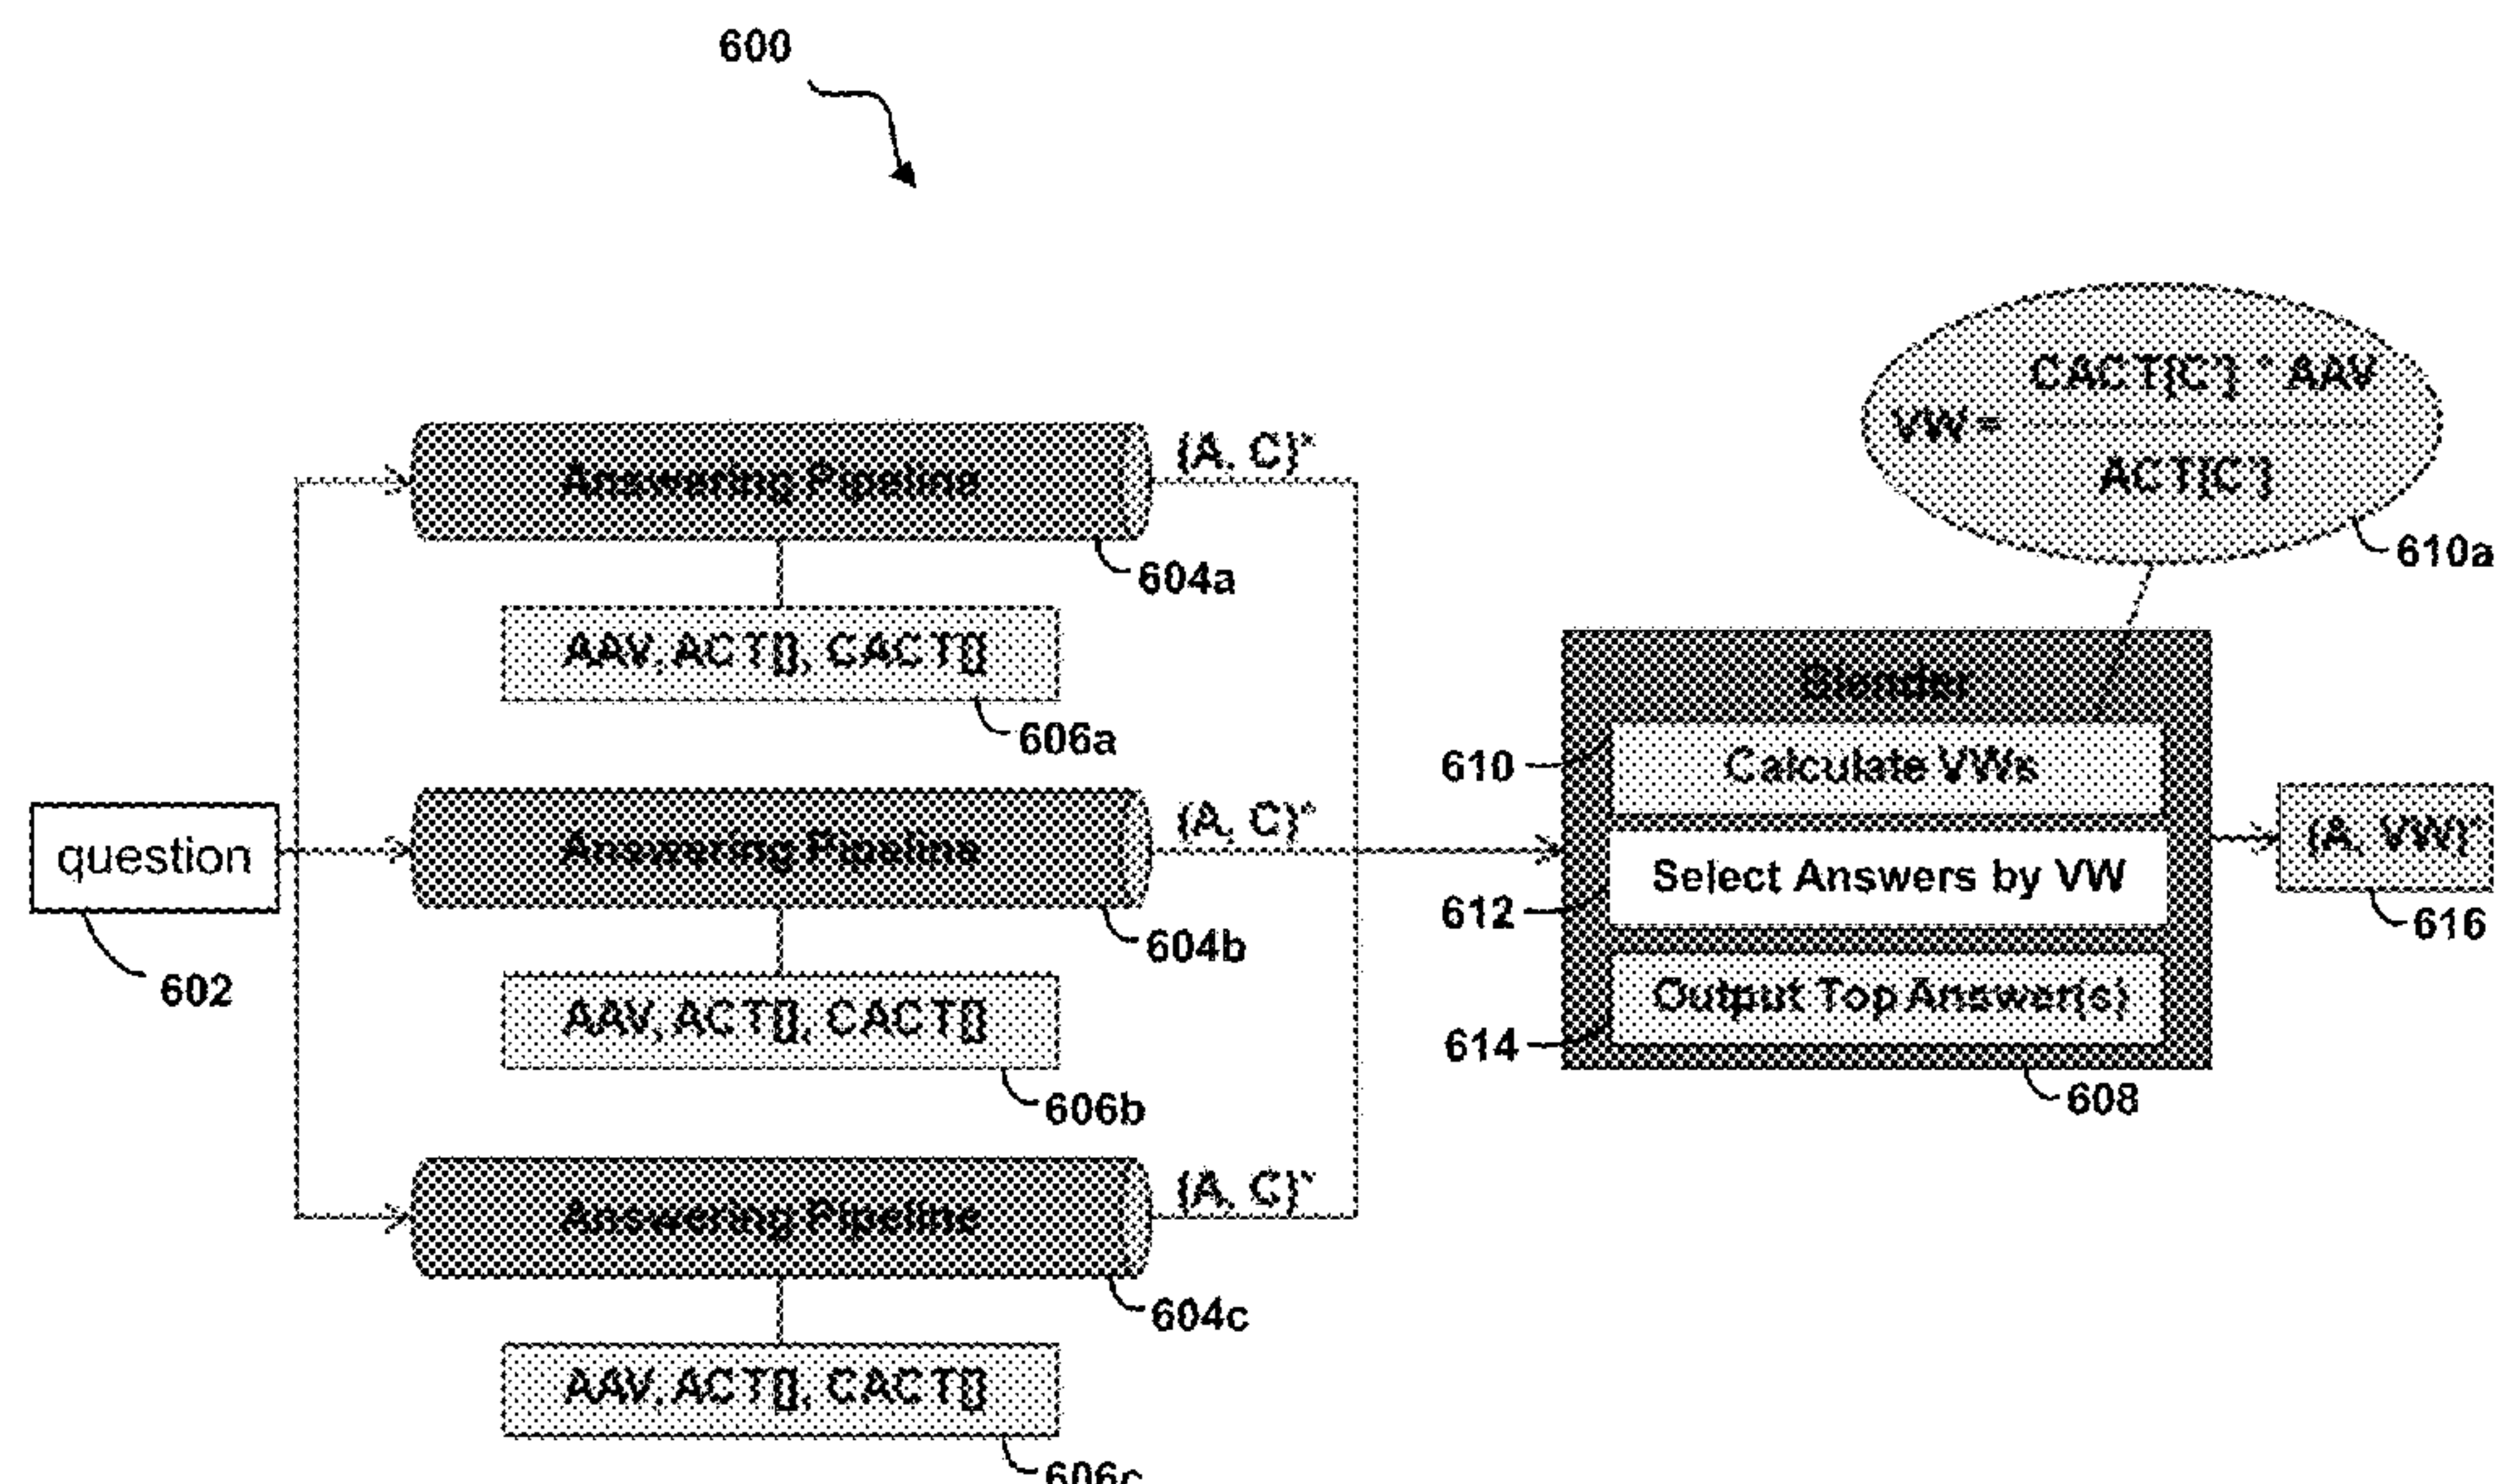 600
CACT[C'] * AAV
VW =
ACT[C']
610a
Answering Pipeline
(A, C)*
604a
AAV, ACT[], CACT[]
606a
question
602
Answering Pipeline
(A, C)*
604b
AAV, ACT[], CACT[]
606b
Answering Pipeline
(A, C)*
604c
AAV, ACT[], CACT[]
606c
Blender
610
Calculate VWs
612
Select Answers by VW
614
Output Top Answer(s)
608
(A, VW)*
616